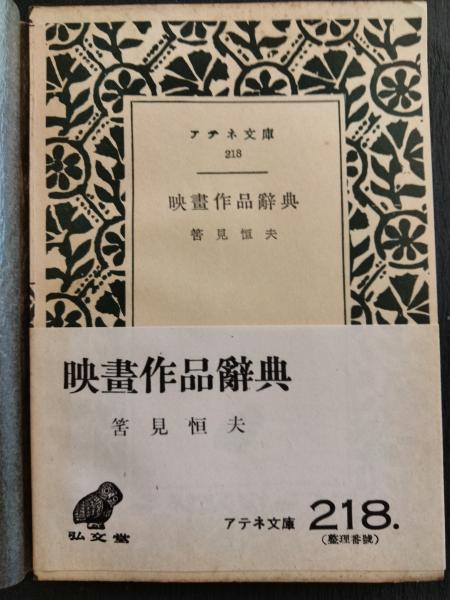 アテネ文庫
218
映畫作品辭典
筈見恒夫
映畫作品辭典
筈見恒夫
弘文堂
アテネ文庫 218.
(整理番號)